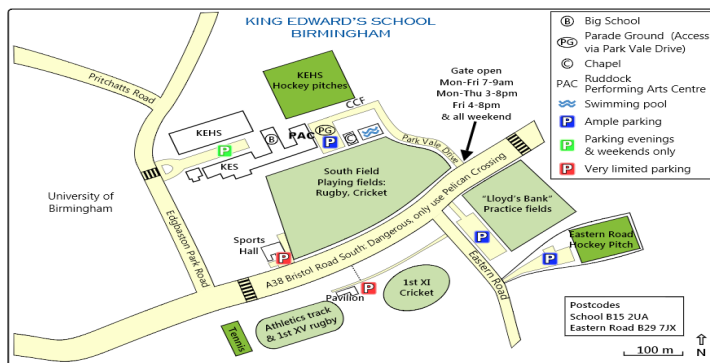 KING EDWARD'S SCHOOL
BIRMINGHAM
B Big School
PG Parade Ground (Access
via Park Vale Drive)
C Chapel
PAC Ruddock
Performing Arts Centre
Swimming pool
P Ample parking
P Parking evenings
& weekends only
P Very limited parking
Pritchatts Road
KEHS
Hockey pitches
Gate open
Mon-Fri 7-9am
Mon-Thu 3-8pm
Fri 4-8pm
& all weekend
CCF
KEHS
B
PAC
PG
P
C
Park Vale Drive
P
KES
South Field
Playing fields:
Rugby, Cricket
University of
Birmingham
Edgbaston Park Road
"Lloyd's Bank"
Practice fields
A38 Bristol Road South: Dangerous, only use Pelican Crossing
Sports
Hall
P
P
Eastern Road
Hockey Pitch
P
Eastern Road
1st XI
Cricket
P
Pavilion
Athletics track
& 1st XV rugby
Tennis
Postcodes
School B15 2UA
Eastern Road B29 7JX
100 m
N